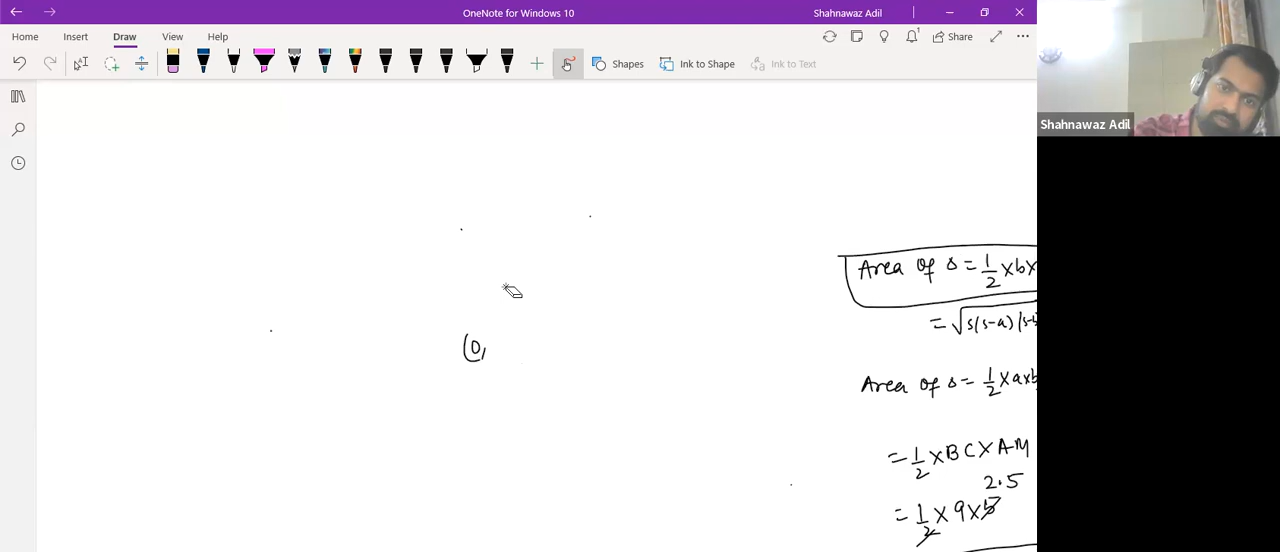 OneNote for Windows 10
Shahnawaz Adil
Home Insert Draw View Help
Share
Shapes Ink to Shape Ink to Text
Shahnawaz Adil
Area of Δ = 1/2 × b ×
= √s(s-a)(s-b
(0,
Area of Δ = 1/2 × a × b
= 1/2 × BC × AM
2.5
= 1/2 × 9 × 5